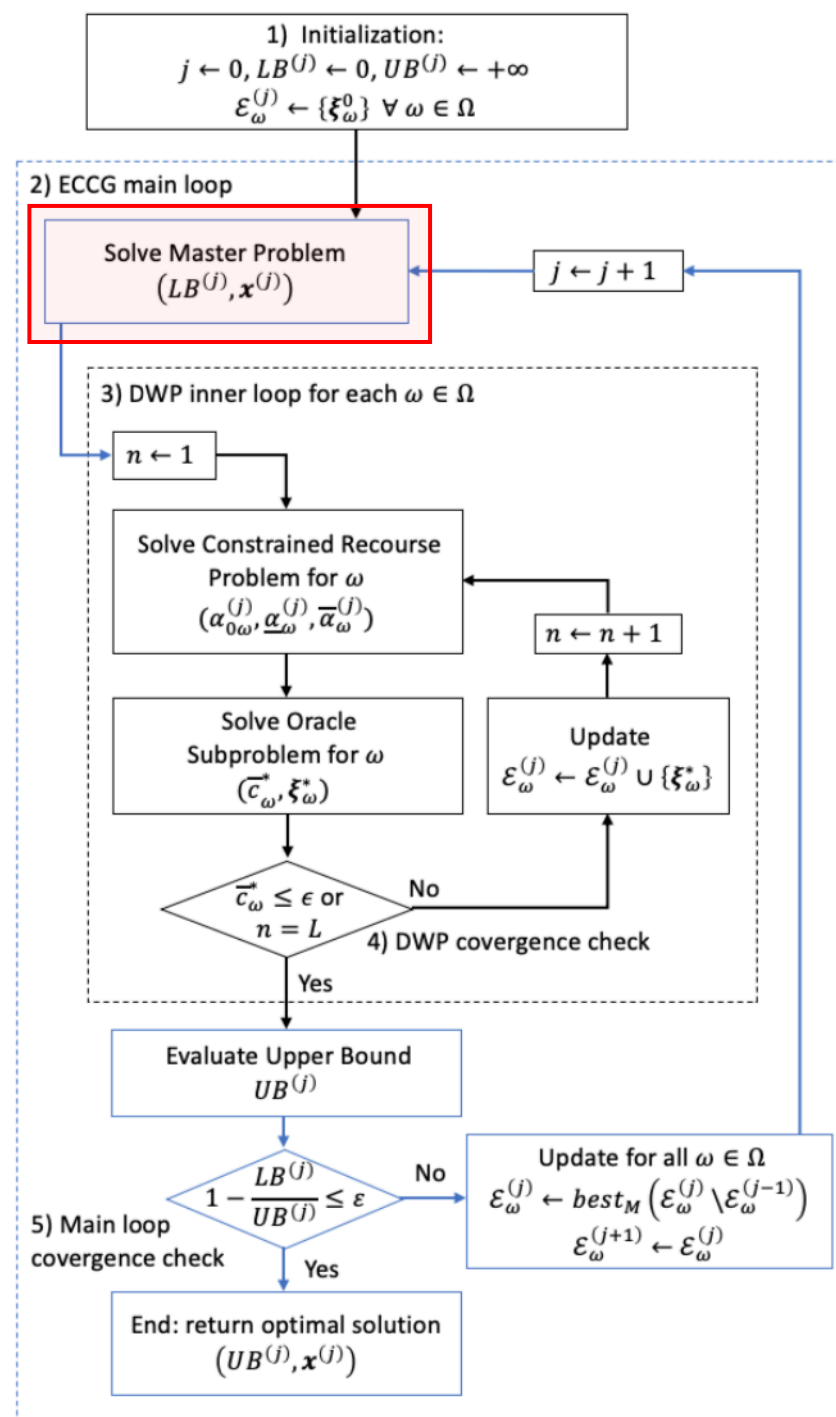 1) Initialization:
j ← 0, LB⁽ʲ⁾ ← 0, UB⁽ʲ⁾ ← +∞
ℰ_ω⁽ʲ⁾ ← {ξ_ω⁰} ∀ ω ∈ Ω
2) ECCG main loop
Solve Master Problem
(LB⁽ʲ⁾, x⁽ʲ⁾)
j ← j + 1
3) DWP inner loop for each ω ∈ Ω
n ← 1
Solve Constrained Recourse
Problem for ω
(α_{0ω}⁽ʲ⁾, α̲_ω⁽ʲ⁾, α̅_ω⁽ʲ⁾)
n ← n + 1
Solve Oracle
Subproblem for ω
(c̅_ω^*, ξ_ω^*)
Update
ℰ_ω⁽ʲ⁾ ← ℰ_ω⁽ʲ⁾ ∪ {ξ_ω^*}
c̅_ω^* ≤ ϵ or
n = L
No
4) DWP covergence check
Yes
Evaluate Upper Bound
UB⁽ʲ⁾
1 − LB⁽ʲ⁾/UB⁽ʲ⁾ ≤ ε
No
Update for all ω ∈ Ω
ℰ_ω⁽ʲ⁾ ← best_M (ℰ_ω⁽ʲ⁾ \ℰ_ω⁽ʲ⁻¹⁾)
ℰ_ω⁽ʲ⁺¹⁾ ← ℰ_ω⁽ʲ⁾
5) Main loop
covergence check
Yes
End: return optimal solution
(UB⁽ʲ⁾, x⁽ʲ⁾)